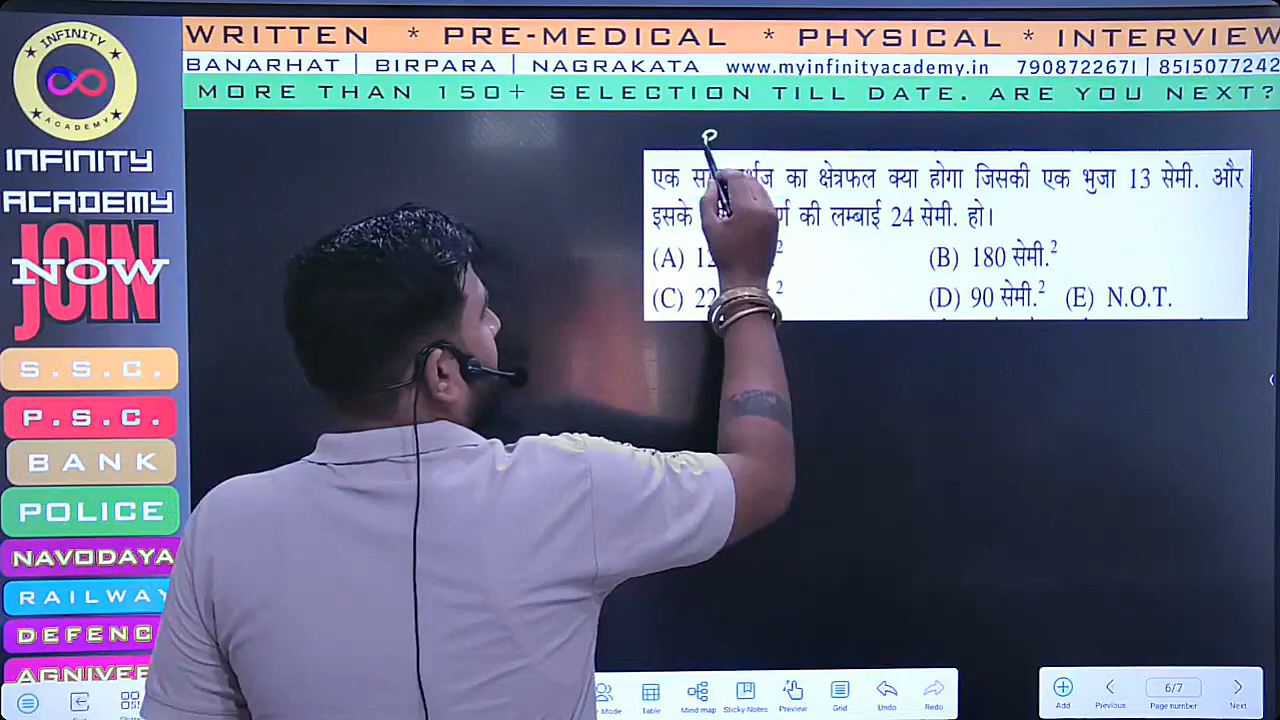 WRITTEN * PRE-MEDICAL * PHYSICAL * INTERVIEW
BANARHAT | BIRPARA | NAGRAKATA www.myinfinityacademy.in 7908722671 | 8515077242
MORE THAN 150+ SELECTION TILL DATE. ARE YOU NEXT?
INFINITY
ACADEMY
INFINITY
ACADEMY
JOIN
NOW
S.S.C.
P.S.C.
BANK
POLICE
NAVODAYA
RAILWAY
DEFENC
AGNIVEE
एक का क्षेत्रफल क्या होगा जिसकी एक भुजा 13 सेमी. और
इसके की लम्बाई 24 सेमी. हो।
(A) (B) 180 सेमी.²
(C) (D) 90 सेमी.² (E) N.O.T.
Mode Table Mind map Sticky-Notes Preview Grid Undo Redo
Add Previous 6/7 Page number Next